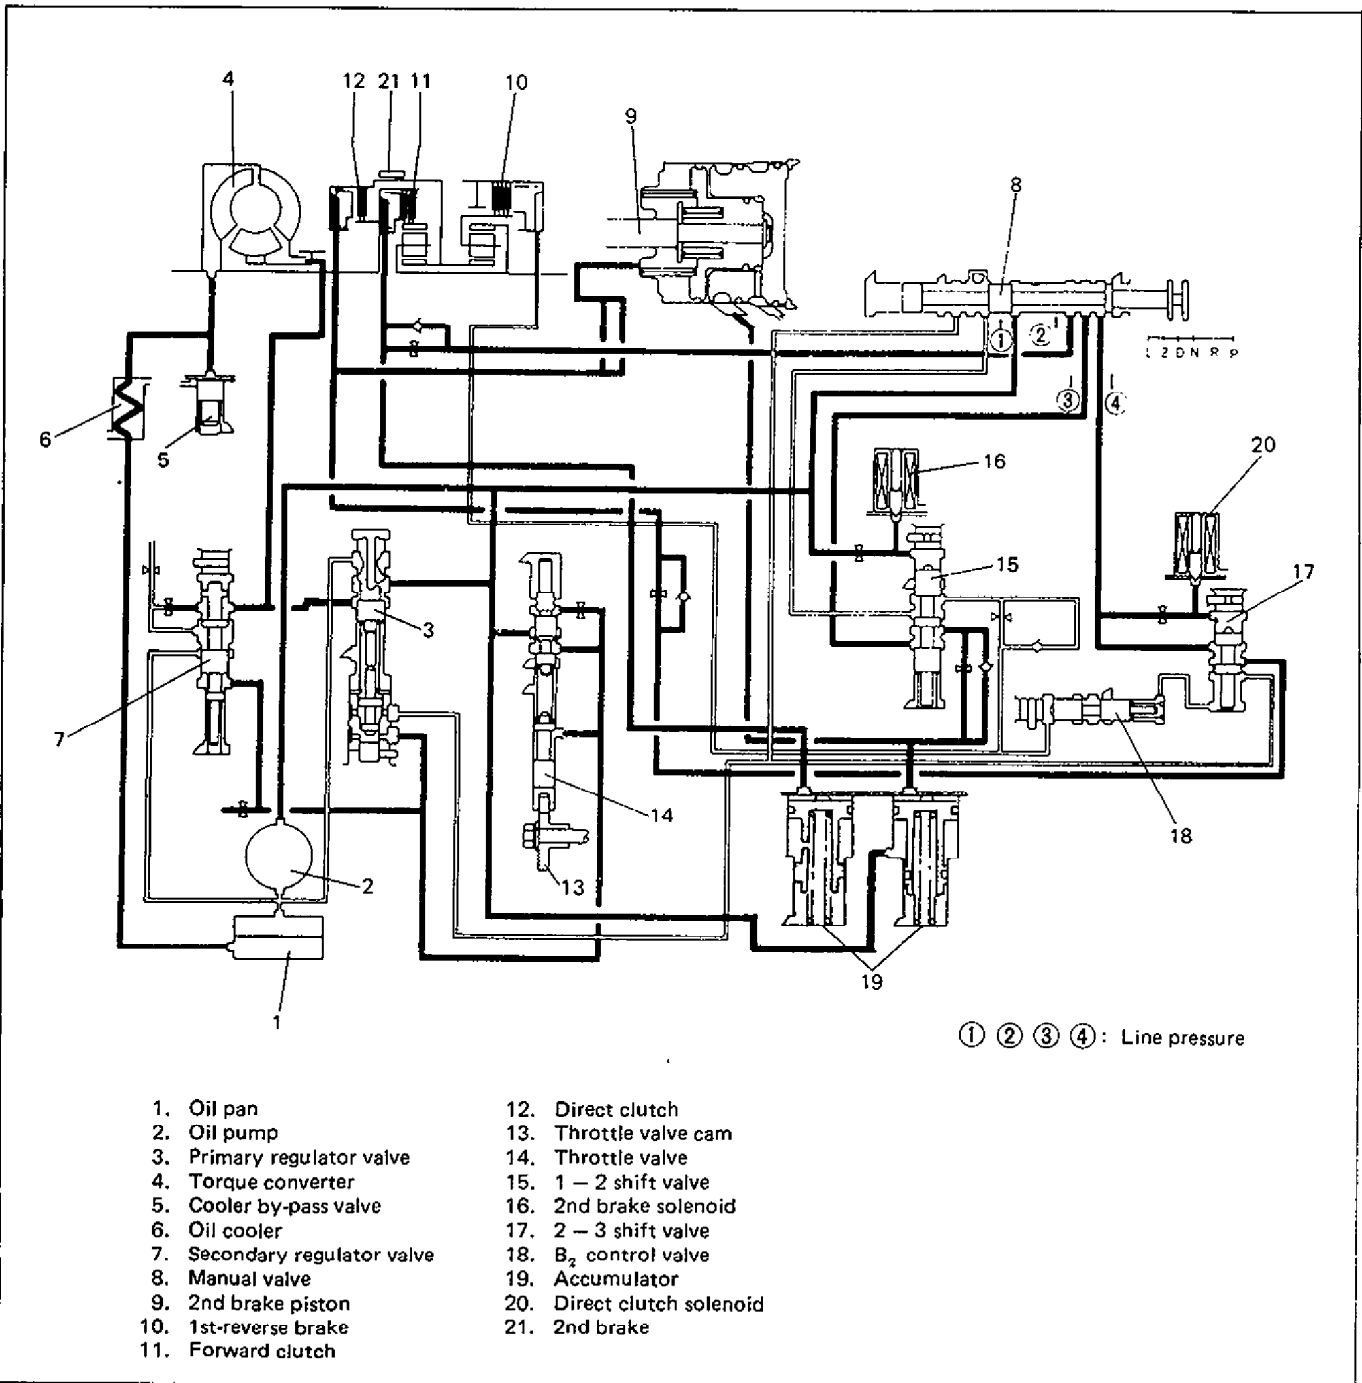 4
12 21 11
10
9
8
①
②
L 2 D N R P
③
④
6
5
16
20
15
17
3
7
14
18
2
13
19
1
① ② ③ ④ : Line pressure
1. Oil pan
2. Oil pump
3. Primary regulator valve
4. Torque converter
5. Cooler by-pass valve
6. Oil cooler
7. Secondary regulator valve
8. Manual valve
9. 2nd brake piston
10. 1st-reverse brake
11. Forward clutch
12. Direct clutch
13. Throttle valve cam
14. Throttle valve
15. 1 – 2 shift valve
16. 2nd brake solenoid
17. 2 – 3 shift valve
18. B₂ control valve
19. Accumulator
20. Direct clutch solenoid
21. 2nd brake